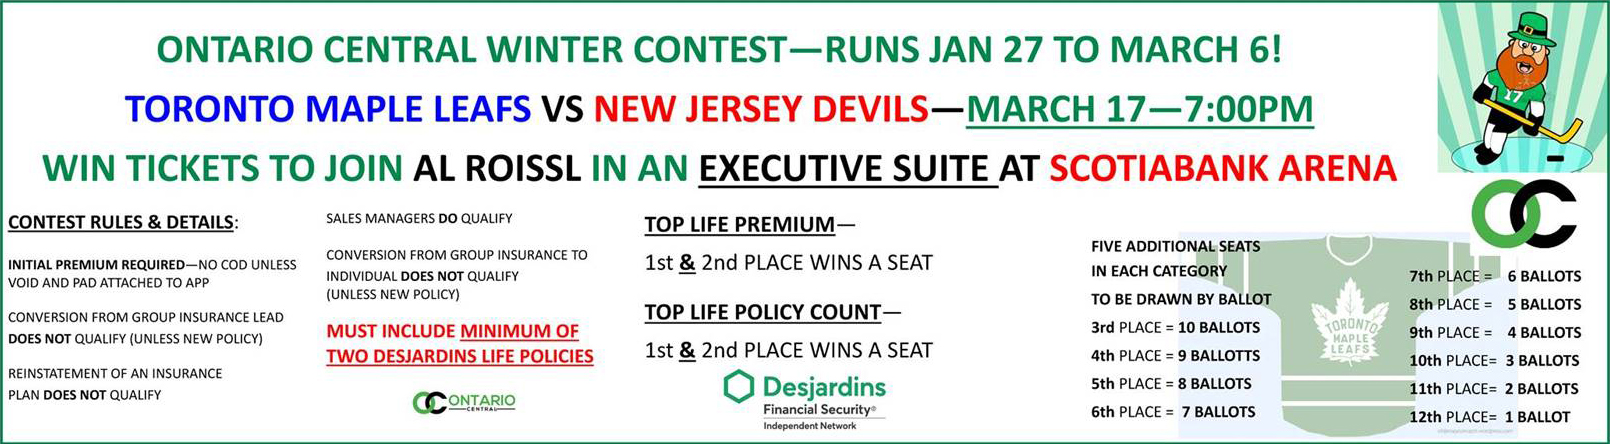 ONTARIO CENTRAL WINTER CONTEST—RUNS JAN 27 TO MARCH 6!
TORONTO MAPLE LEAFS VS NEW JERSEY DEVILS—MARCH 17—7:00PM
WIN TICKETS TO JOIN AL ROISSL IN AN EXECUTIVE SUITE AT SCOTIABANK ARENA
17
CONTEST RULES & DETAILS:
INITIAL PREMIUM REQUIRED—NO COD UNLESS
VOID AND PAD ATTACHED TO APP
CONVERSION FROM GROUP INSURANCE LEAD
DOES NOT QUALIFY (UNLESS NEW POLICY)
REINSTATEMENT OF AN INSURANCE
PLAN DOES NOT QUALIFY
SALES MANAGERS DO QUALIFY
CONVERSION FROM GROUP INSURANCE TO
INDIVIDUAL DOES NOT QUALIFY
(UNLESS NEW POLICY)
MUST INCLUDE MINIMUM OF
TWO DESJARDINS LIFE POLICIES
OC ONTARIO
CENTRAL
TOP LIFE PREMIUM—
1st & 2nd PLACE WINS A SEAT
TOP LIFE POLICY COUNT—
1st & 2nd PLACE WINS A SEAT
Desjardins
Financial Security®
Independent Network
FIVE ADDITIONAL SEATS
IN EACH CATEGORY
TO BE DRAWN BY BALLOT
3rd PLACE = 10 BALLOTS
4th PLACE = 9 BALLOTTS
5th PLACE = 8 BALLOTS
6th PLACE = 7 BALLOTS
TORONTO
MAPLE
LEAFS
OC
7th PLACE = 6 BALLOTS
8th PLACE = 5 BALLOTS
9th PLACE = 4 BALLOTS
10th PLACE= 3 BALLOTS
11th PLACE= 2 BALLOTS
12th PLACE= 1 BALLOT